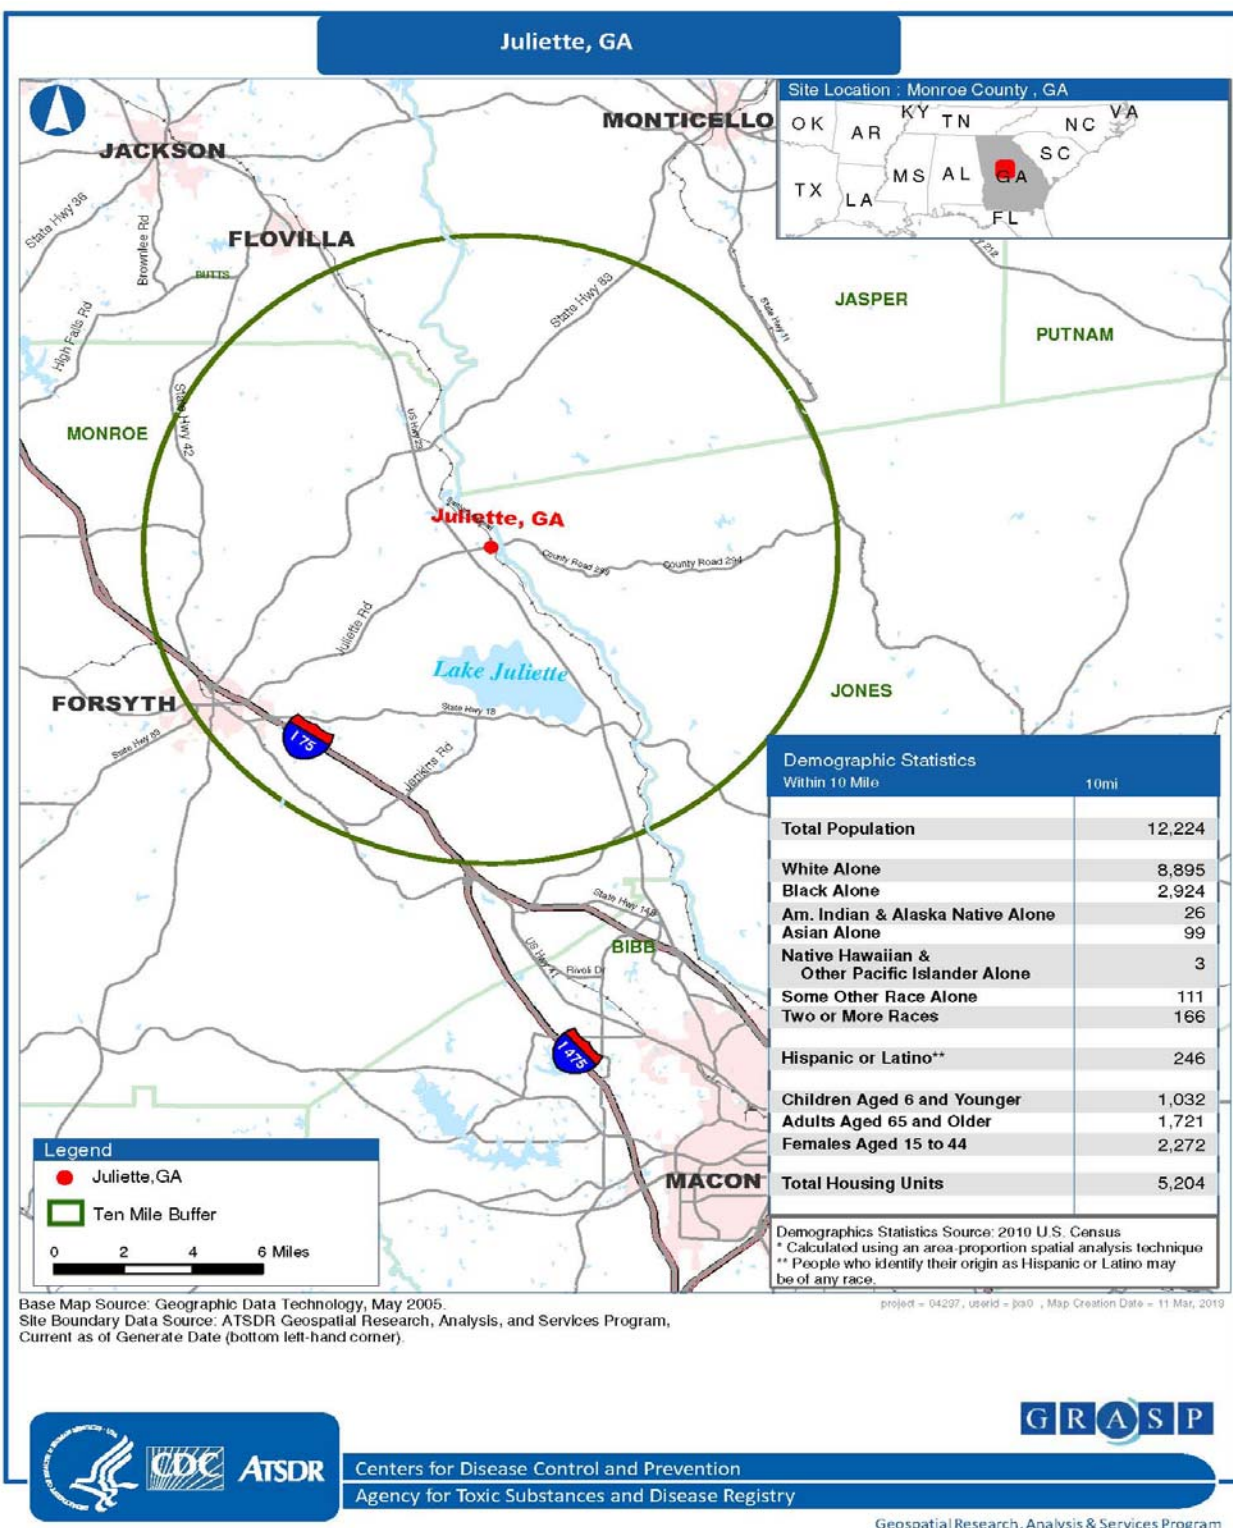 Juliette, GA
Site Location : Monroe County , GA
OK
AR
KY
TN
VA
NC
SC
MS
AL
GA
TX
LA
FL
MONTICELLO
JACKSON
State Hwy 36
Brownlee Rd
FLOVILLA
BUTTS
High Falls Rd
State Hwy 83
State Hwy 11
212
JASPER
PUTNAM
MONROE
State Hwy 42
US Hwy 23
Juliette, GA
County Road 294
Juliette Rd
Lake Juliette
JONES
FORSYTH
State Hwy 18
State Hwy 83
I 75
Jenkins Rd
State Hwy 148
US Hwy 41
BIBB
Rivoli Dr
I 475
MACON
Demographic Statistics
Within 10 Mile 10mi
Total Population 12,224
White Alone 8,895
Black Alone 2,924
Am. Indian & Alaska Native Alone 26
Asian Alone 99
Native Hawaiian &
Other Pacific Islander Alone 3
Some Other Race Alone 111
Two or More Races 166
Hispanic or Latino** 246
Children Aged 6 and Younger 1,032
Adults Aged 65 and Older 1,721
Females Aged 15 to 44 2,272
Total Housing Units 5,204
Demographics Statistics Source: 2010 U.S. Census
* Calculated using an area-proportion spatial analysis technique
** People who identify their origin as Hispanic or Latino may
be of any race.
Legend
Juliette,GA
Ten Mile Buffer
0 2 4 6 Miles
Base Map Source: Geographic Data Technology, May 2005.
Site Boundary Data Source: ATSDR Geospatial Research, Analysis, and Services Program,
Current as of Generate Date (bottom left-hand corner).
project = 04297, userid = jxa0 , Map Creation Date = 11 Mar, 2019
GRASP
CDC
ATSDR
Centers for Disease Control and Prevention
Agency for Toxic Substances and Disease Registry
Geospatial Research, Analysis & Services Program